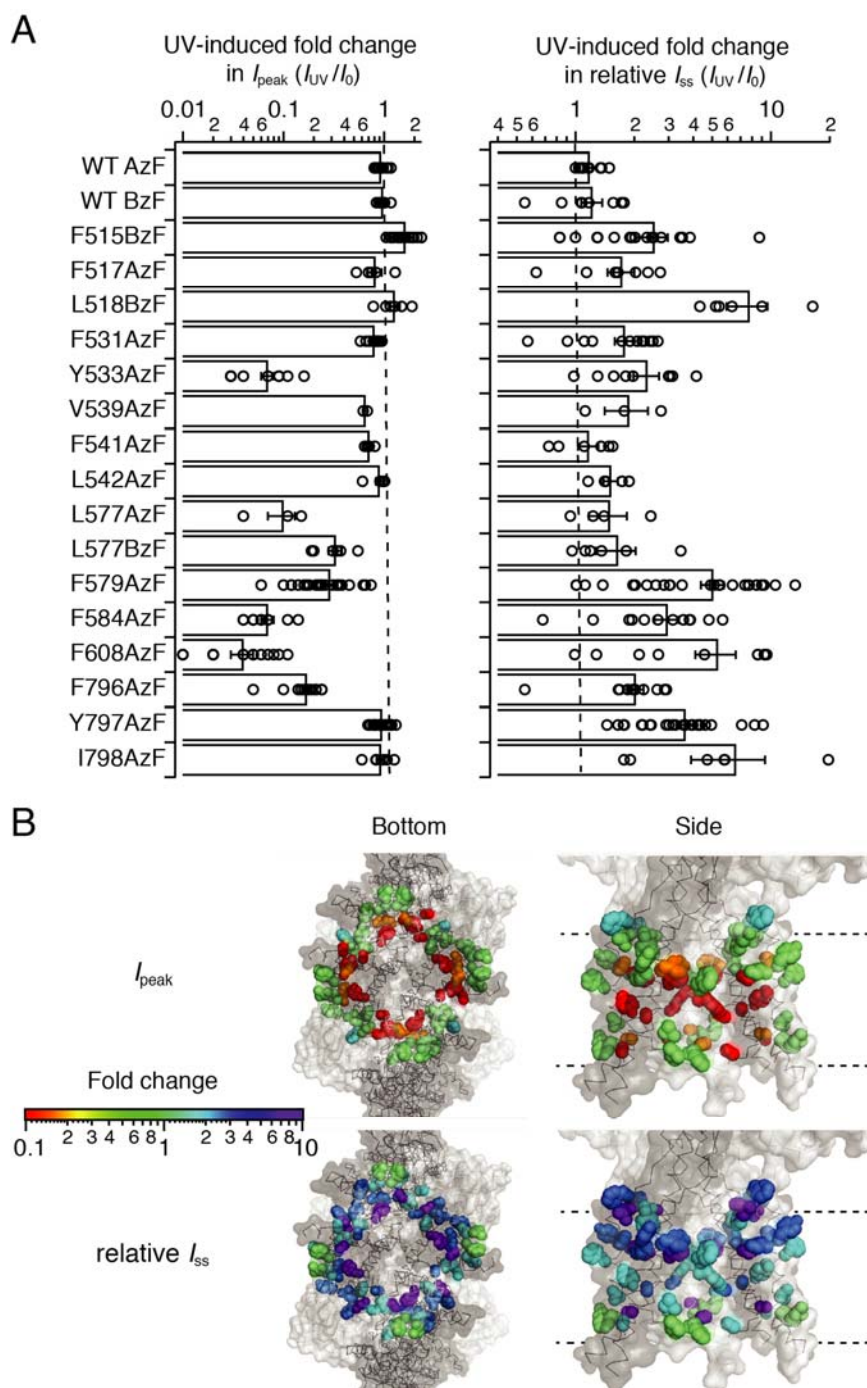 A
UV-induced fold change
in Ipeak (IUV/I0)
UV-induced fold change
in relative Iss (IUV/I0)
0.01 2 4 6 0.1 2 4 6 1 2
4 5 6 1 2 3 4 5 6 10 2
WT AzF
WT BzF
F515BzF
F517AzF
L518BzF
F531AzF
Y533AzF
V539AzF
F541AzF
L542AzF
L577AzF
L577BzF
F579AzF
F584AzF
F608AzF
F796AzF
Y797AzF
I798AzF
B
Bottom
Side
Ipeak
Fold change
0.1 2 3 4 6 8 1 2 3 4 6 8 10
relative Iss